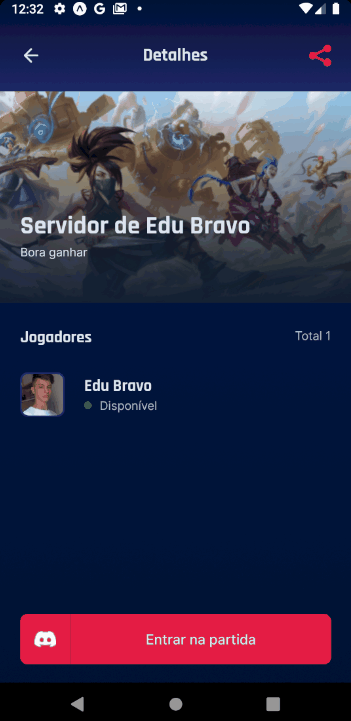 12:32
Detalhes
Servidor de Edu Bravo
Bora ganhar
Jogadores
Total 1
Edu Bravo
Disponível
Entrar na partida